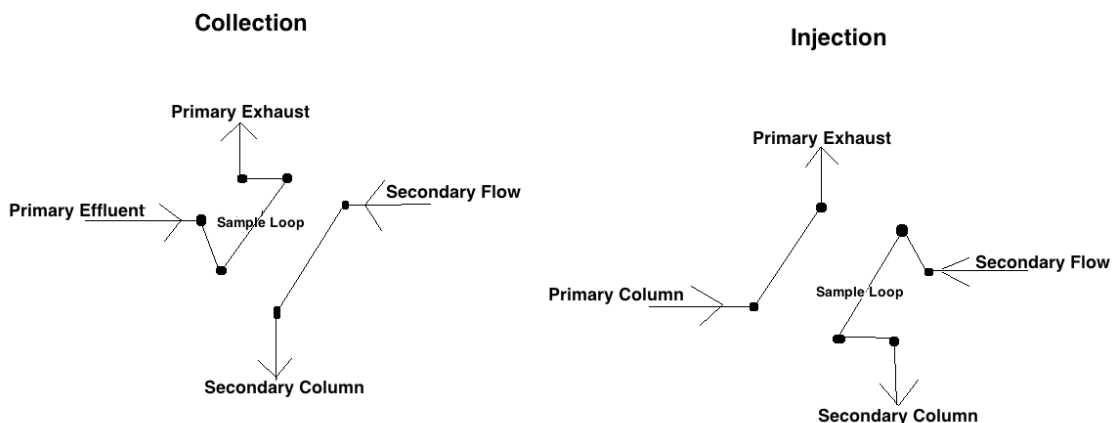 Collection
Primary Exhaust
Secondary Flow
Primary Effluent
Sample Loop
Secondary Column
Injection
Primary Exhaust
Secondary Flow
Primary Column
Sample Loop
Secondary Column